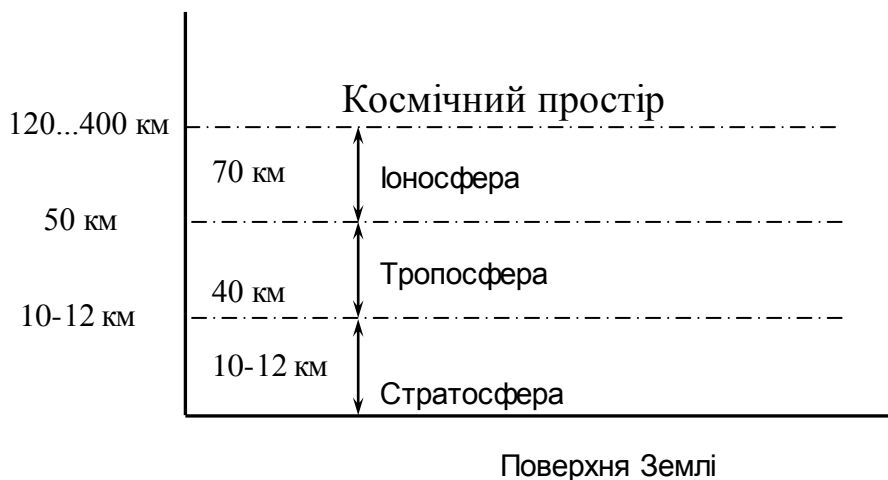 Космічний простір
120...400 км
70 км
Іоносфера
50 км
Тропосфера
40 км
10-12 км
10-12 км
Стратосфера
Поверхня Землі